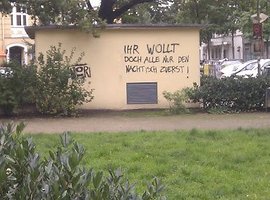 IHR WOLLT
DOCH ALLE NUR DEN
NACHTISCH ZUERST!